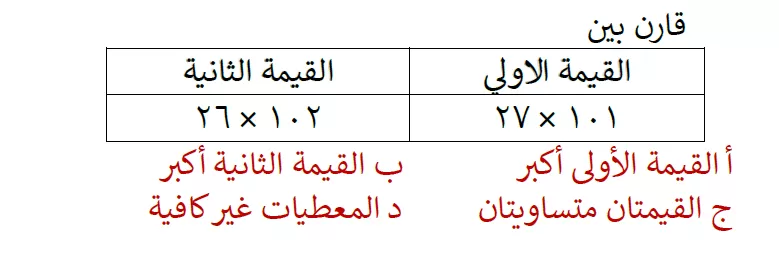 قارن بين
القيمة الاولي القيمة الثانية
١٠١ × ٢٧ ١٠٢ × ٢٦
أ القيمة الأولى أكبر ب القيمة الثانية أكبر
ج القيمتان متساويتان د المعطيات غير كافية